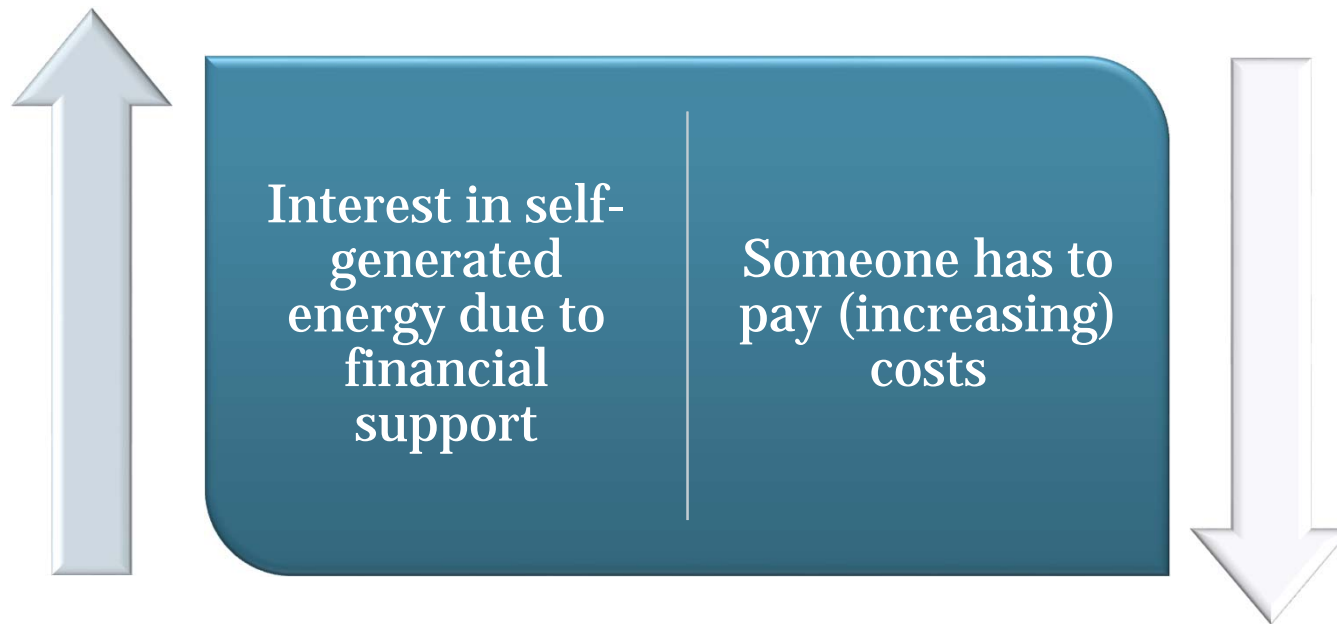 Interest in self-
generated
energy due to
financial
support
Someone has to
pay (increasing)
costs